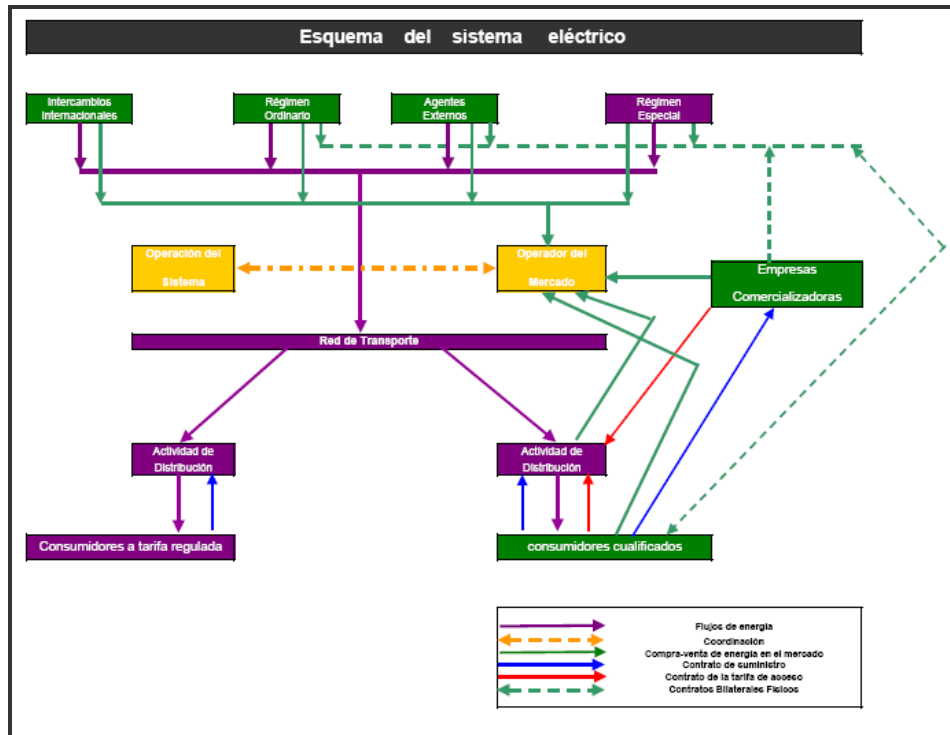 Esquema del sistema eléctrico
Intercambios
Internacionales
Régimen
Ordinario
Agentes
Externos
Régimen
Especial
Operación del
Sistema
Operador del
Mercado
Empresas
Comercializadoras
Red de Transporte
Actividad de
Distribución
Actividad de
Distribución
Consumidores a tarifa regulada
consumidores cualificados
Flujos de energía
Coordinación
Compra-venta de energía en el mercado
Contrato de suministro
Contrato de la tarifa de acceso
Contratos Bilaterales Físicos